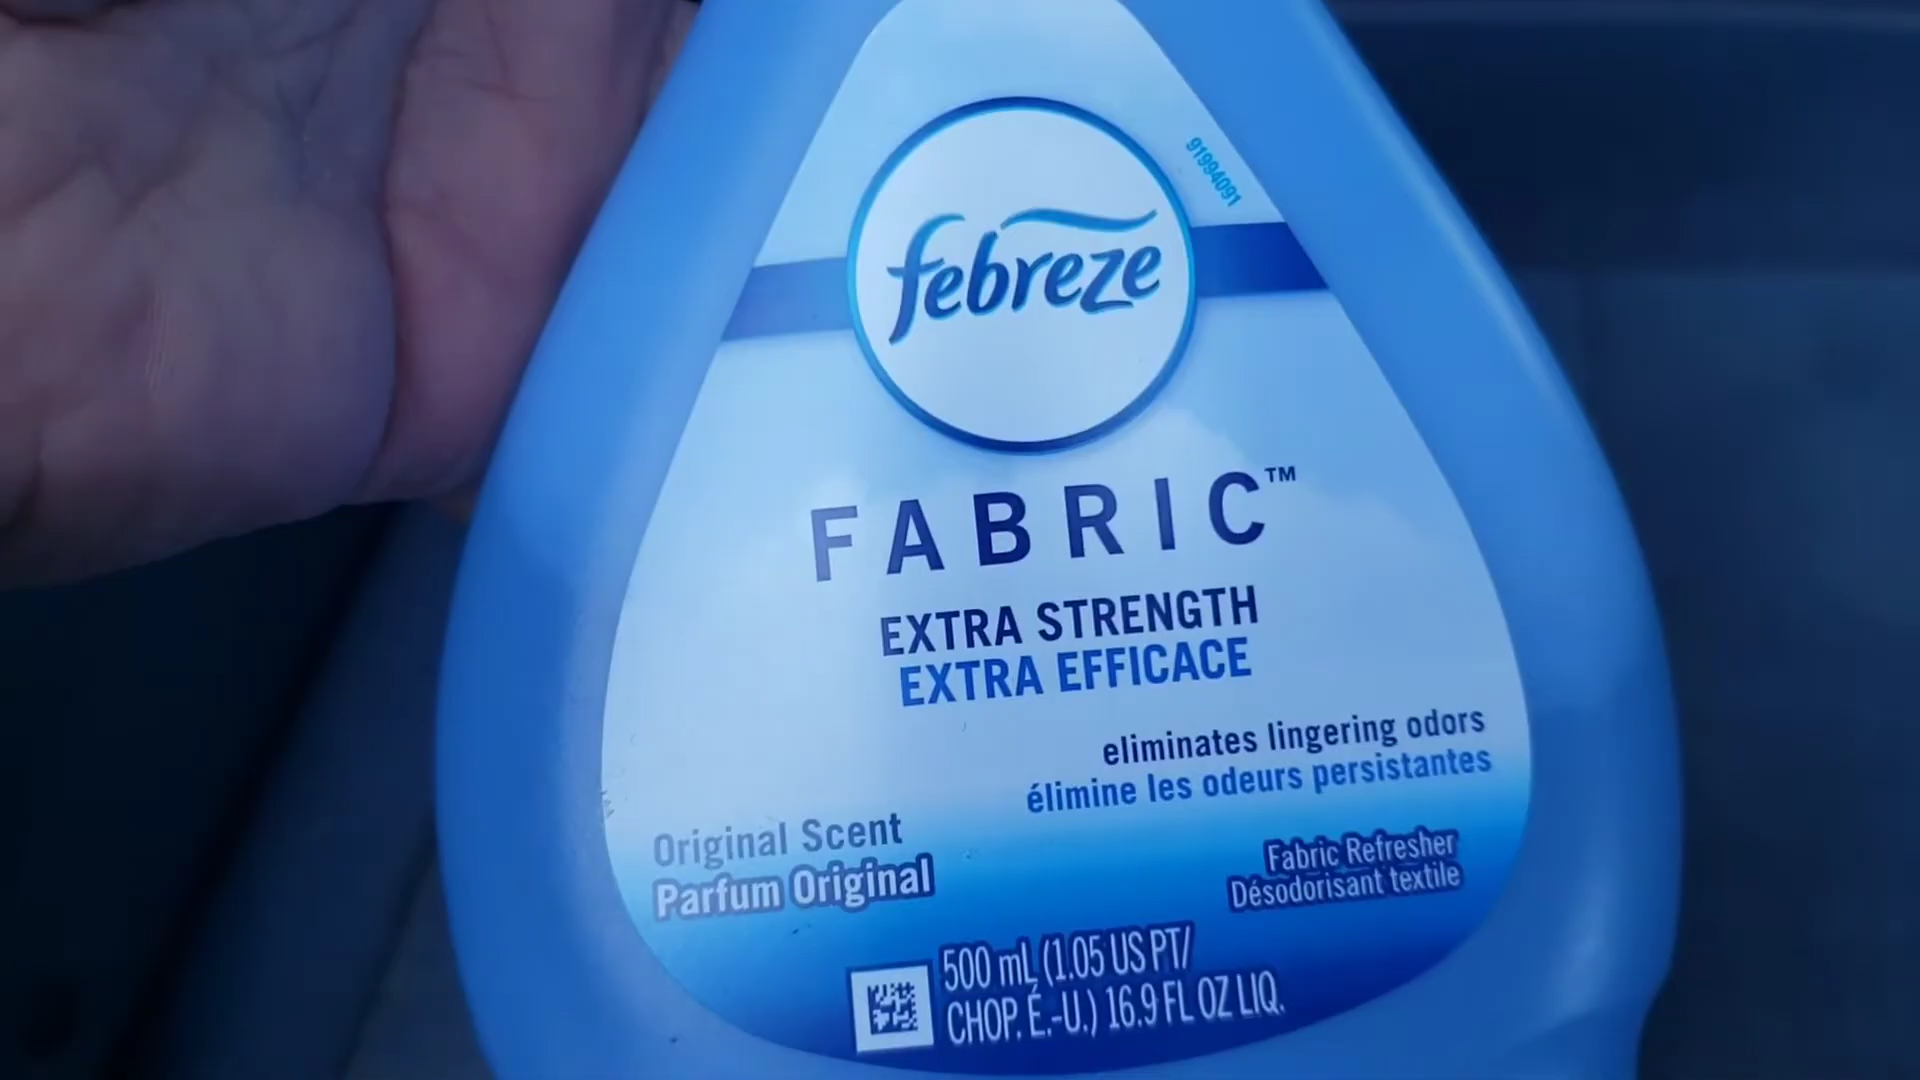 91994091
febreze
FABRIC™
EXTRA STRENGTH
EXTRA EFFICACE
eliminates lingering odors
élimine les odeurs persistantes
Original Scent
Parfum Original
Fabric Refresher
Désodorisant textile
500 mL (1.05 US PT/
CHOP. É.-U.) 16.9 FL OZ LIQ.